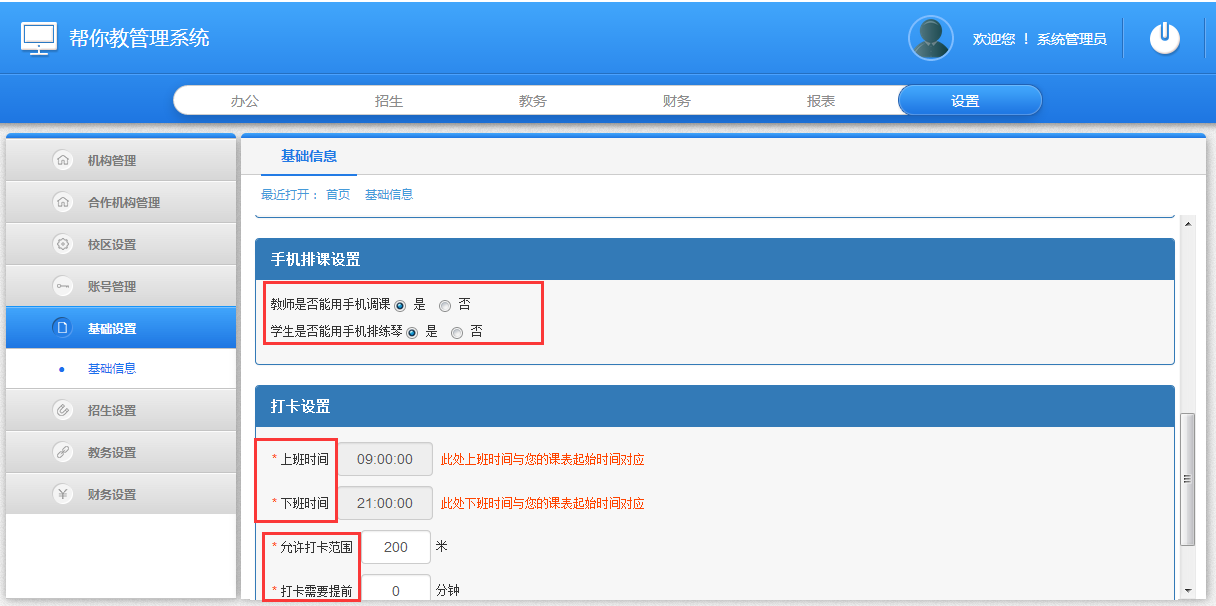 帮你教管理系统
欢迎您 ！ 系统管理员
办公 招生 教务 财务 报表 设置
机构管理
合作机构管理
校区设置
账号管理
基础设置
基础信息
招生设置
教务设置
财务设置
基础信息
最近打开： 首页 基础信息
手机排课设置
教师是否能用手机调课 是 否
学生是否能用手机排练琴 是 否
打卡设置
* 上班时间 09:00:00 此处上班时间与您的课表起始时间对应
* 下班时间 21:00:00 此处下班时间与您的课表起始时间对应
* 允许打卡范围 200 米
* 打卡需要提前 0 分钟